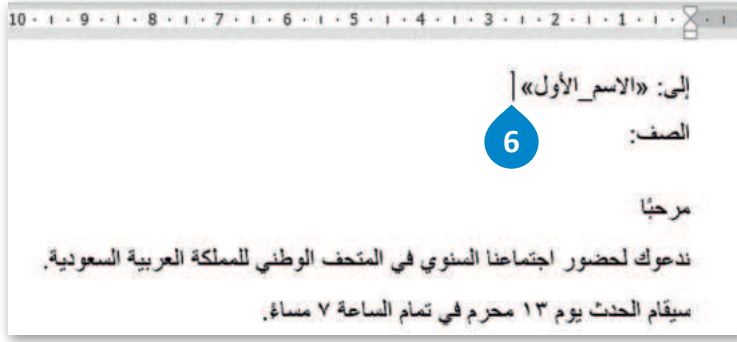 10 · 9 · 8 · 7 · 6 · 5 · 4 · 3 · 2 · 1
إلى: «الاسم_الأول»
6
الصف:
مرحبًا
ندعوك لحضور اجتماعنا السنوي في المتحف الوطني للمملكة العربية السعودية.
سيقام الحدث يوم ١٣ محرم في تمام الساعة ٧ مساءً.